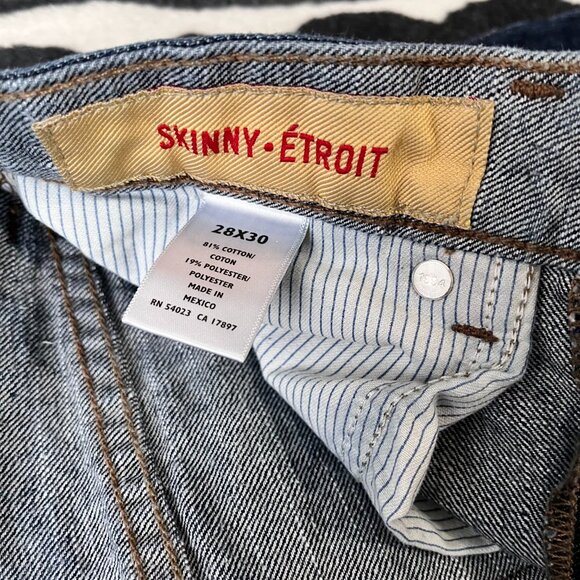 SKINNY • ÉTROIT
28X30
81% COTTON/
COTON
19% POLYESTER/
POLYESTER
MADE IN
MEXICO
RN 54023 CA 17897